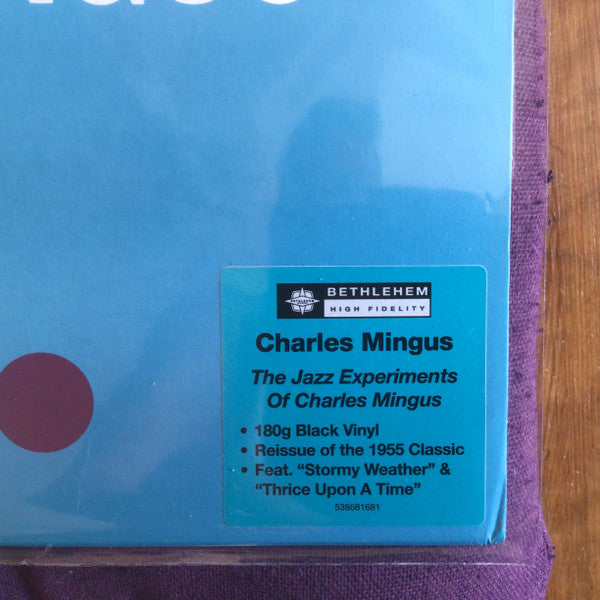 BETHLEHEM
HIGH FIDELITY
Charles Mingus
The Jazz Experiments
Of Charles Mingus
• 180g Black Vinyl
• Reissue of the 1955 Classic
• Feat. “Stormy Weather” &
“Thrice Upon A Time”
538681681